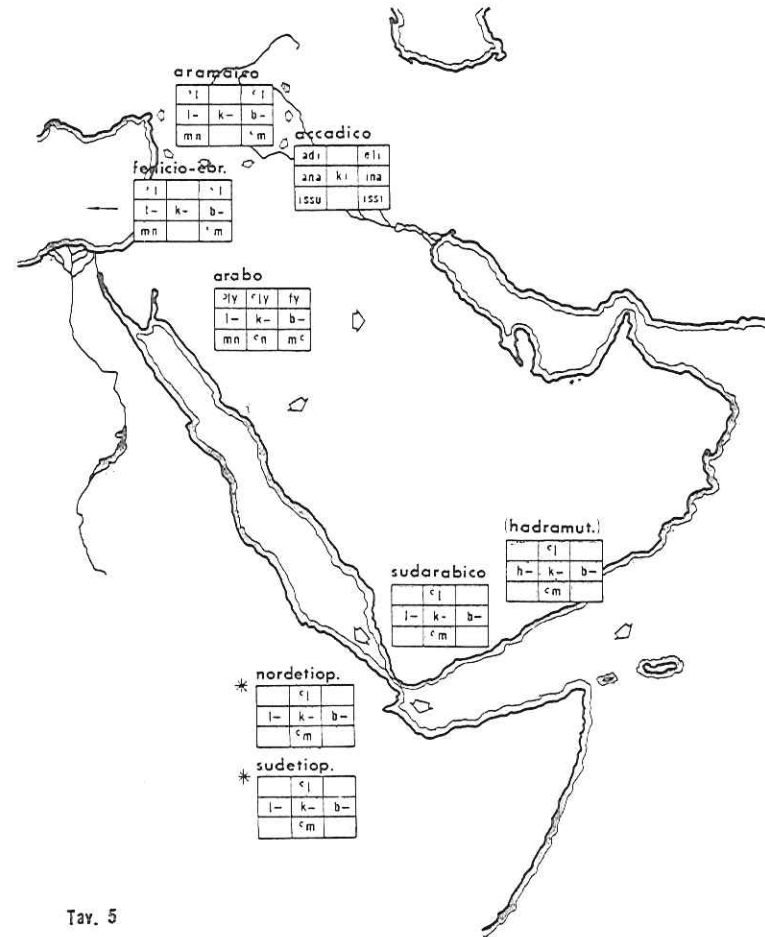 aramaico
ʾl ʿl
l– k– b–
mn ʿm
accadico
adi eli
ana ki ina
issu issi
fenicio-ebr.
ʾl ʿl
l– k– b–
mn ʿm
arabo
ʾly ʿly fy
l– k– b–
mn ʿn mʿ
(hadramut.)
ʿl
h– k– b–
ʿm
sudarabico
ʿl
l– k– b–
ʿm
* nordetiop.
ʿl
l– k– b–
ʿm
* sudetiop.
ʿl
l– k– b–
ʿm
Tav. 5